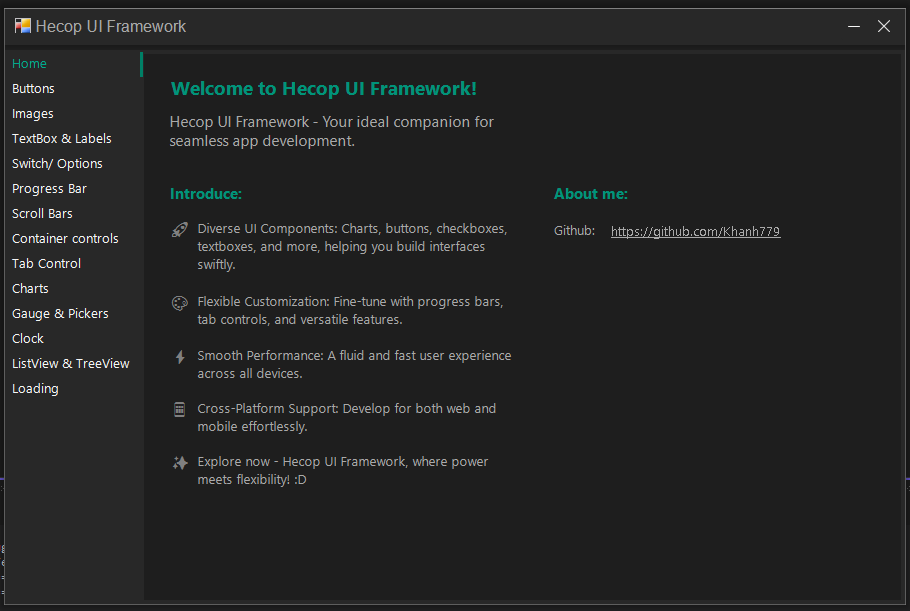 Hecop UI Framework
Home
Buttons
Images
TextBox & Labels
Switch/ Options
Progress Bar
Scroll Bars
Container controls
Tab Control
Charts
Gauge & Pickers
Clock
ListView & TreeView
Loading
Welcome to Hecop UI Framework!
Hecop UI Framework - Your ideal companion for
seamless app development.
Introduce:
Diverse UI Components: Charts, buttons, checkboxes,
textboxes, and more, helping you build interfaces
swiftly.
Flexible Customization: Fine-tune with progress bars,
tab controls, and versatile features.
Smooth Performance: A fluid and fast user experience
across all devices.
Cross-Platform Support: Develop for both web and
mobile effortlessly.
Explore now - Hecop UI Framework, where power
meets flexibility! :D
About me:
Github: https://github.com/Khanh779